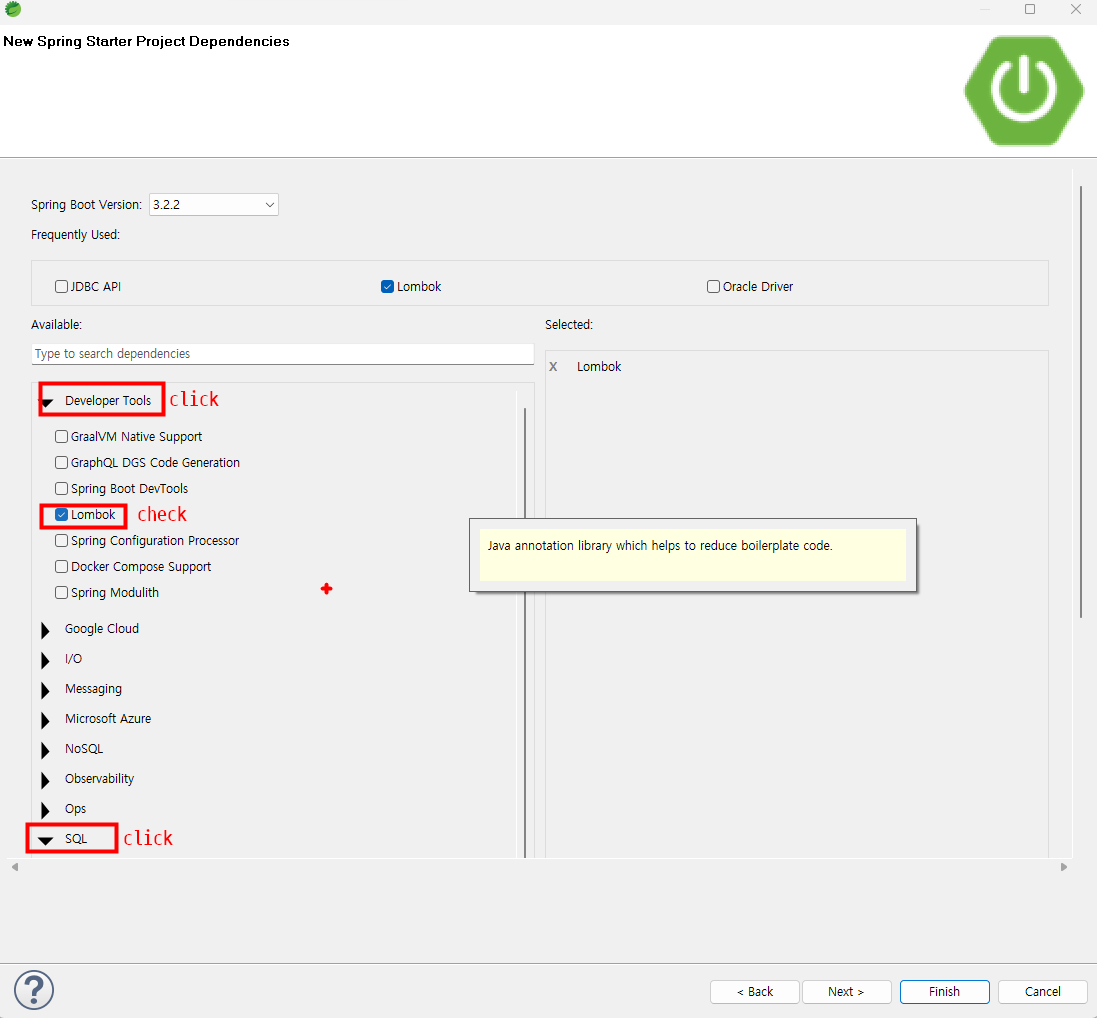 New Spring Starter Project Dependencies
Spring Boot Version: 3.2.2
Frequently Used:
JDBC API Lombok Oracle Driver
Available: Selected:
Type to search dependencies
X Lombok
Developer Tools click
GraalVM Native Support
GraphQL DGS Code Generation
Spring Boot DevTools
Lombok check
Spring Configuration Processor
Java annotation library which helps to reduce boilerplate code.
Docker Compose Support
Spring Modulith
Google Cloud
I/O
Messaging
Microsoft Azure
NoSQL
Observability
Ops
SQL click
?
< Back Next > Finish Cancel